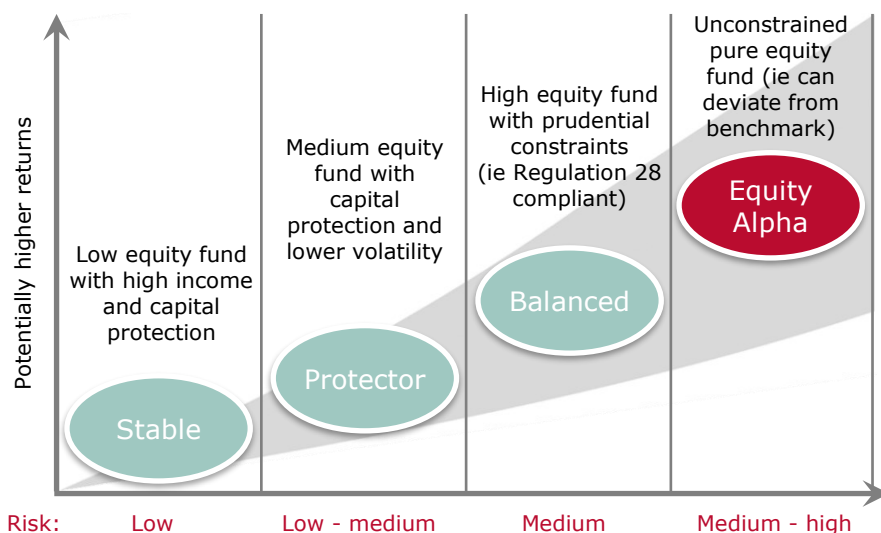 Potentially higher returns
Low equity fund
with high income
and capital
protection
Stable
Medium equity
fund with
capital
protection and
lower volatility
Protector
High equity fund
with prudential
constraints
(ie Regulation 28
compliant)
Balanced
Unconstrained
pure equity
fund (ie can
deviate from
benchmark)
Equity
Alpha
Risk: Low Low - medium Medium Medium - high